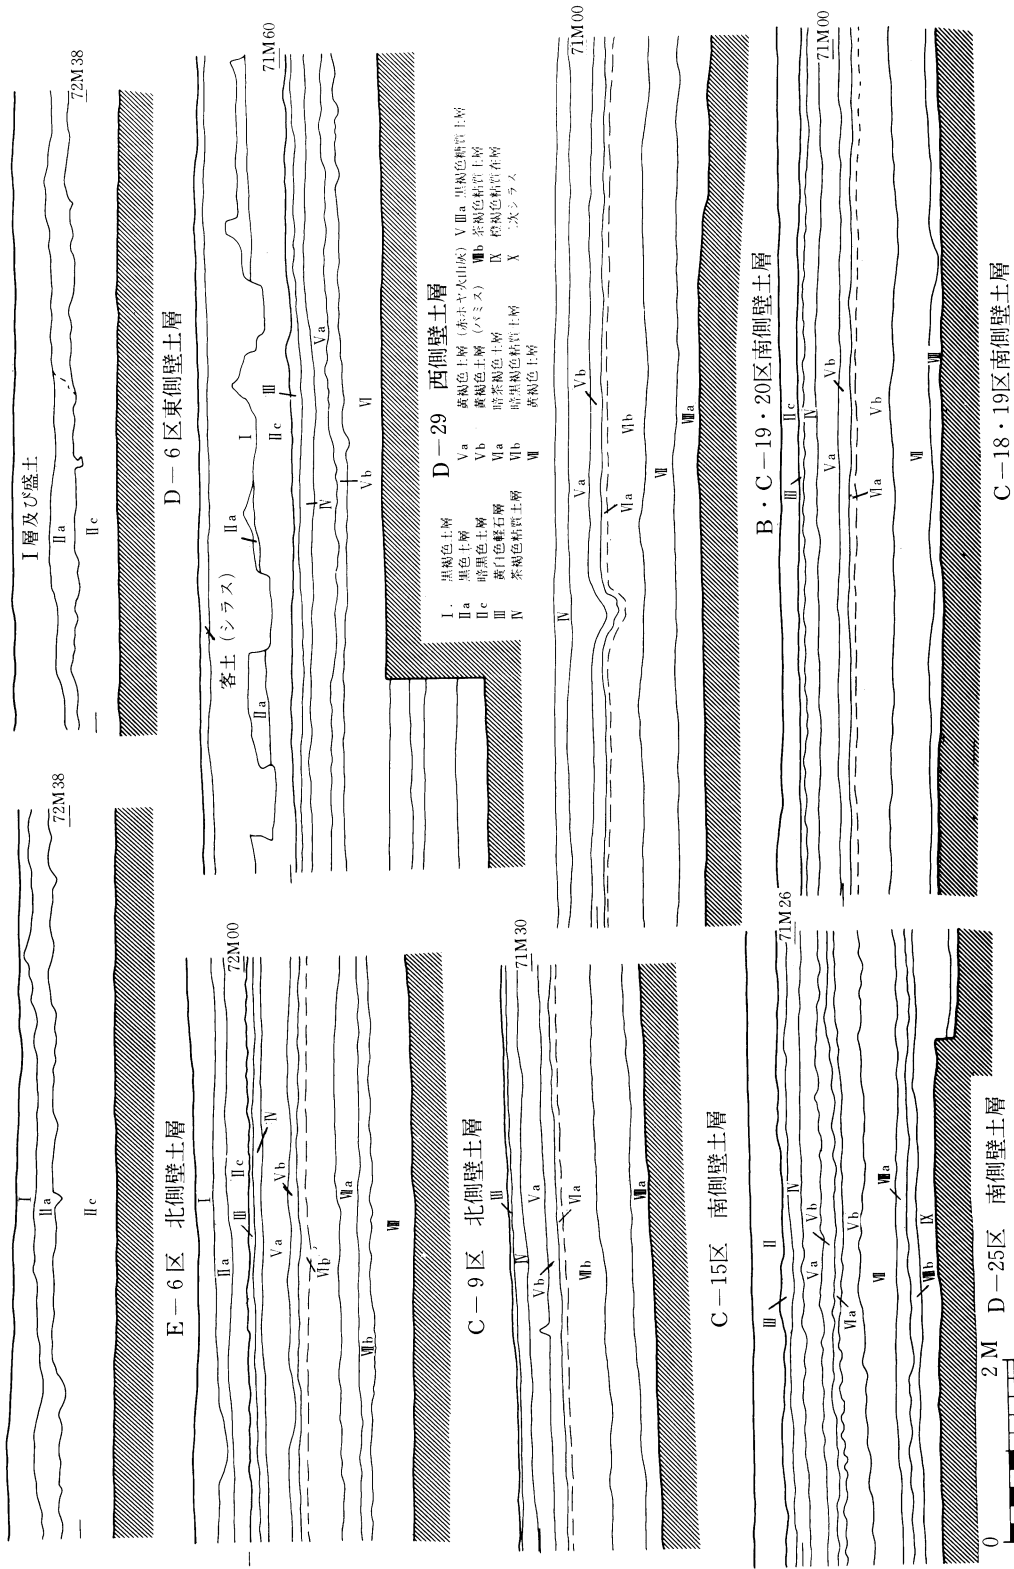 I
Ⅱa
Ⅱc
72M38
E－6区　北側壁土層
I層及び盛土
Ⅱa
Ⅱc
72M38
D－6区東側壁土層
I
Ⅱa
Ⅱc
Ⅲ
Ⅳ
Ⅴa
Ⅴb
Ⅵb
Ⅶa
Ⅶb
Ⅷ
72M00
C－9区　北側壁土層
客土（シラス）
Ⅱa
Ⅱa
I
Ⅱc
Ⅲ
Ⅳ
Ⅴa
Ⅴb
Ⅵ
71M60
D－29　西側壁土層
I.　黒褐色土層
Ⅱa　黒色土層
Ⅱc　暗黒色土層
Ⅲ　黄白色軽石層
Ⅳ　茶褐色粘質土層
Ⅴa　黄褐色土層（赤ホヤ火山灰）
Ⅴb　黄褐色土層（パミス）
Ⅵa　暗茶褐色土層
Ⅵb　暗黒褐色粘質土層
Ⅶ　黄褐色土層
ⅤⅢa　黒褐色粘質土層
Ⅷb　茶褐色粘質土層
Ⅸ　橙褐色粘質土層
Ⅹ　二次シラス
Ⅲ
Ⅳ
Ⅴa
Ⅴb
Ⅵa
Ⅶb
Ⅷa
71M30
C－15区　南側壁土層
Ⅳ
Ⅴa
Ⅴb
Ⅵa
Ⅵb
Ⅶ
Ⅷa
71M00
B・C－19・20区南側壁土層
Ⅱ
Ⅲ
Ⅳ
Ⅴa
Ⅴb
Ⅴb
Ⅵa
Ⅶ
Ⅷa
Ⅷb
Ⅸ
71M26
D－25区　南側壁土層
Ⅱc
Ⅲ
Ⅳ
Ⅴa
Ⅴb
Ⅴb
Ⅵa
Ⅶ
Ⅷ
71M00
C－18・19区南側壁土層
0　2M